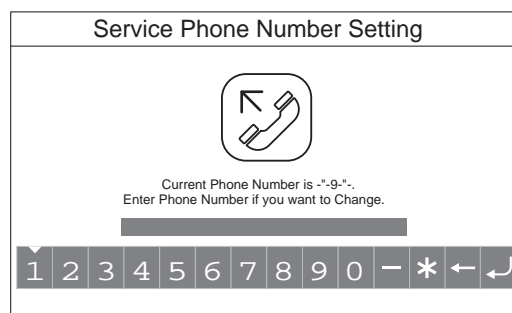 Service Phone Number Setting
Current Phone Number is -"-9-"-.
Enter Phone Number if you want to Change.
1 2 3 4 5 6 7 8 9 0 - * ← ↵